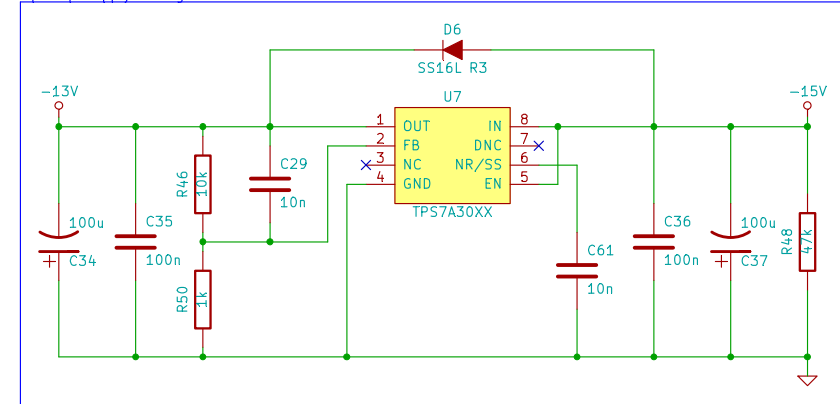 D6
SS16L R3
-13V
-15V
U7
1 OUT IN 8
2 FB DNC 7
3 NC NR/SS 6
4 GND EN 5
TPS7A30XX
R46 10k
C29
10n
100u
C34
C35
100n
R50 1k
C61
10n
C36
100n
100u
C37
R48 47k